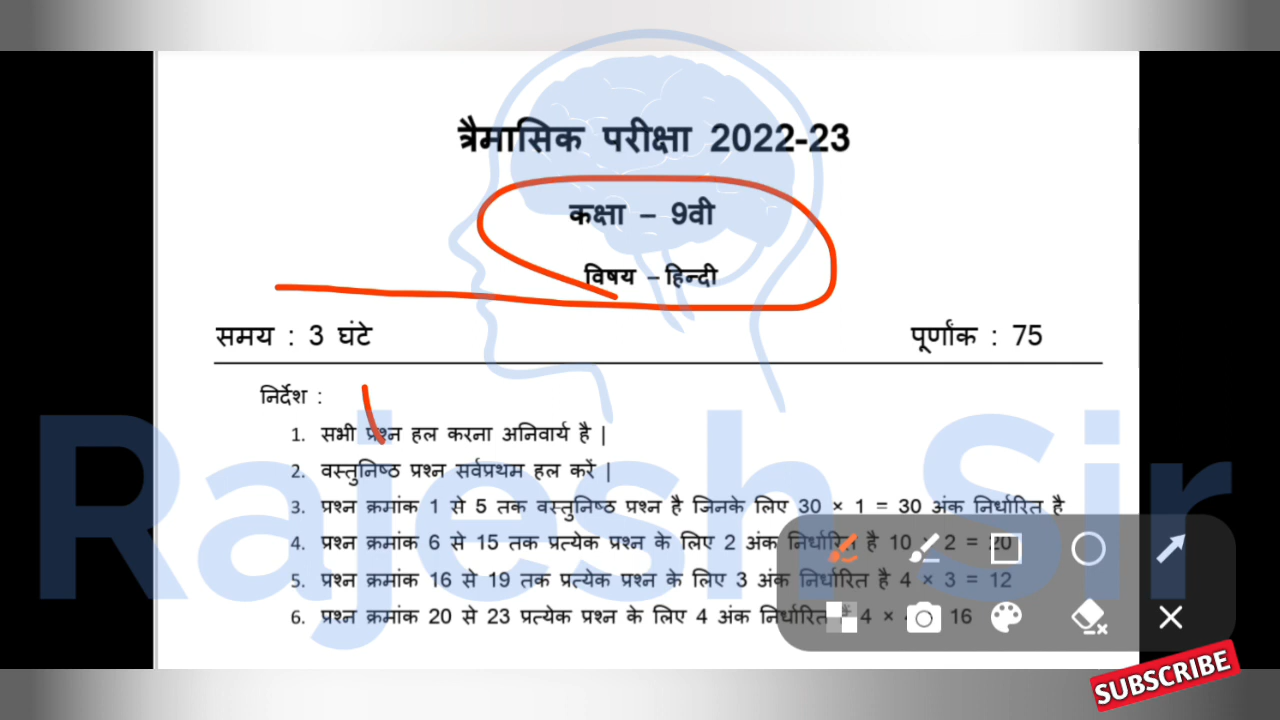 त्रैमासिक परीक्षा 2022-23
कक्षा – 9वी
विषय – हिन्दी
समय : 3 घंटे पूर्णांक : 75
निर्देश :
1. सभी प्रश्न हल करना अनिवार्य है |
2. वस्तुनिष्ठ प्रश्न सर्वप्रथम हल करें |
3. प्रश्न क्रमांक 1 से 5 तक वस्तुनिष्ठ प्रश्न है जिनके लिए 30 × 1 = 30 अंक निर्धारित है
4. प्रश्न क्रमांक 6 से 15 तक प्रत्येक प्रश्न के लिए 2 अंक निर्धारित है 10 2 = 20
5. प्रश्न क्रमांक 16 से 19 तक प्रत्येक प्रश्न के लिए 3 अंक निर्धारित है 4 × 3 = 12
6. प्रश्न क्रमांक 20 से 23 प्रत्येक प्रश्न के लिए 4 अंक निर्धारित है 4 × 16
Rajesh Sir
SUBSCRIBE